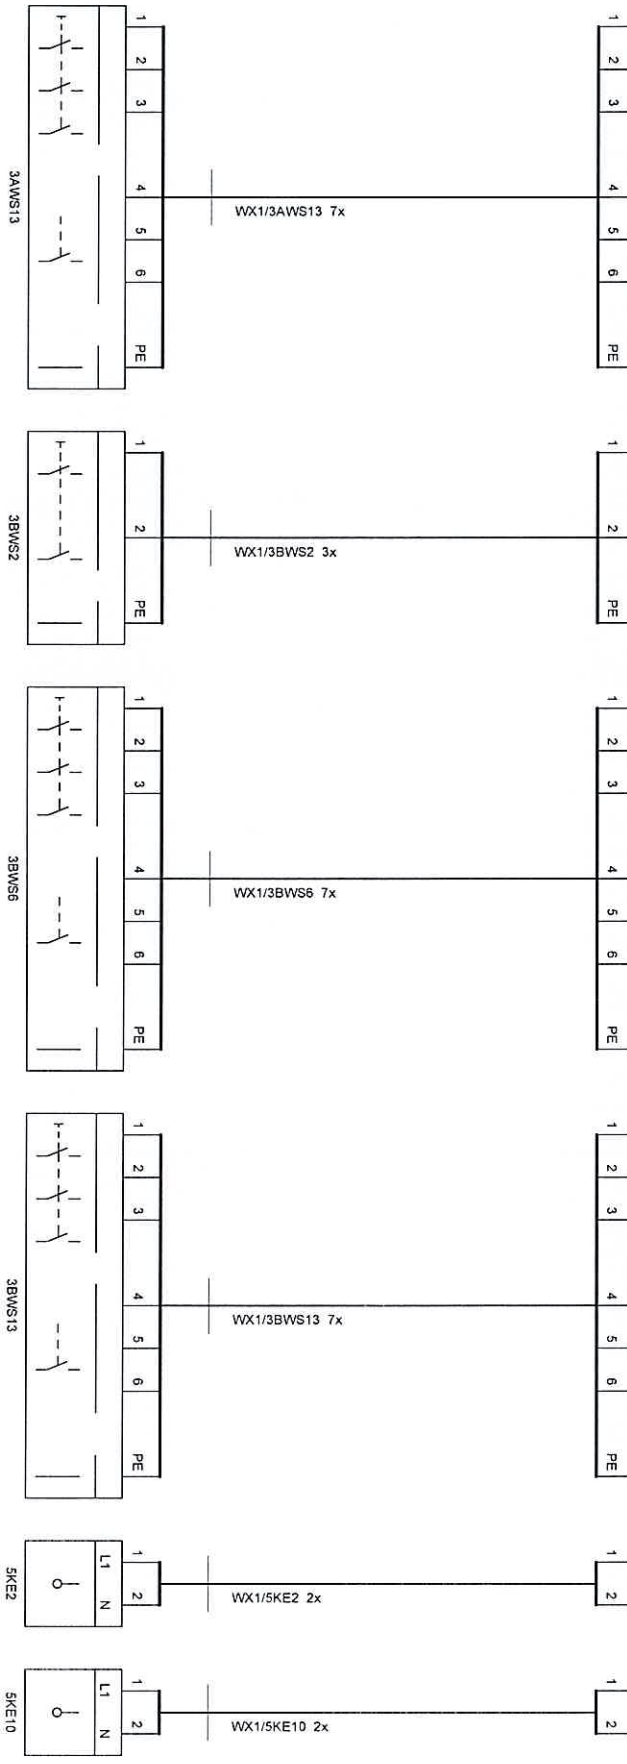 1 2 3 4 5 6 PE
3AWS13
WX1/3AWS13 7x
1 2 3 4 5 6 PE
1 2 PE
3BWS2
WX1/3BWS2 3x
1 2 PE
1 2 3 4 5 6 PE
3BWS6
WX1/3BWS6 7x
1 2 3 4 5 6 PE
1 2 3 4 5 6 PE
3BWS13
WX1/3BWS13 7x
1 2 3 4 5 6 PE
L1 N
1 2
5KE2
WX1/5KE2 2x
1 2
L1 N
1 2
5KE10
WX1/5KE10 2x
1 2